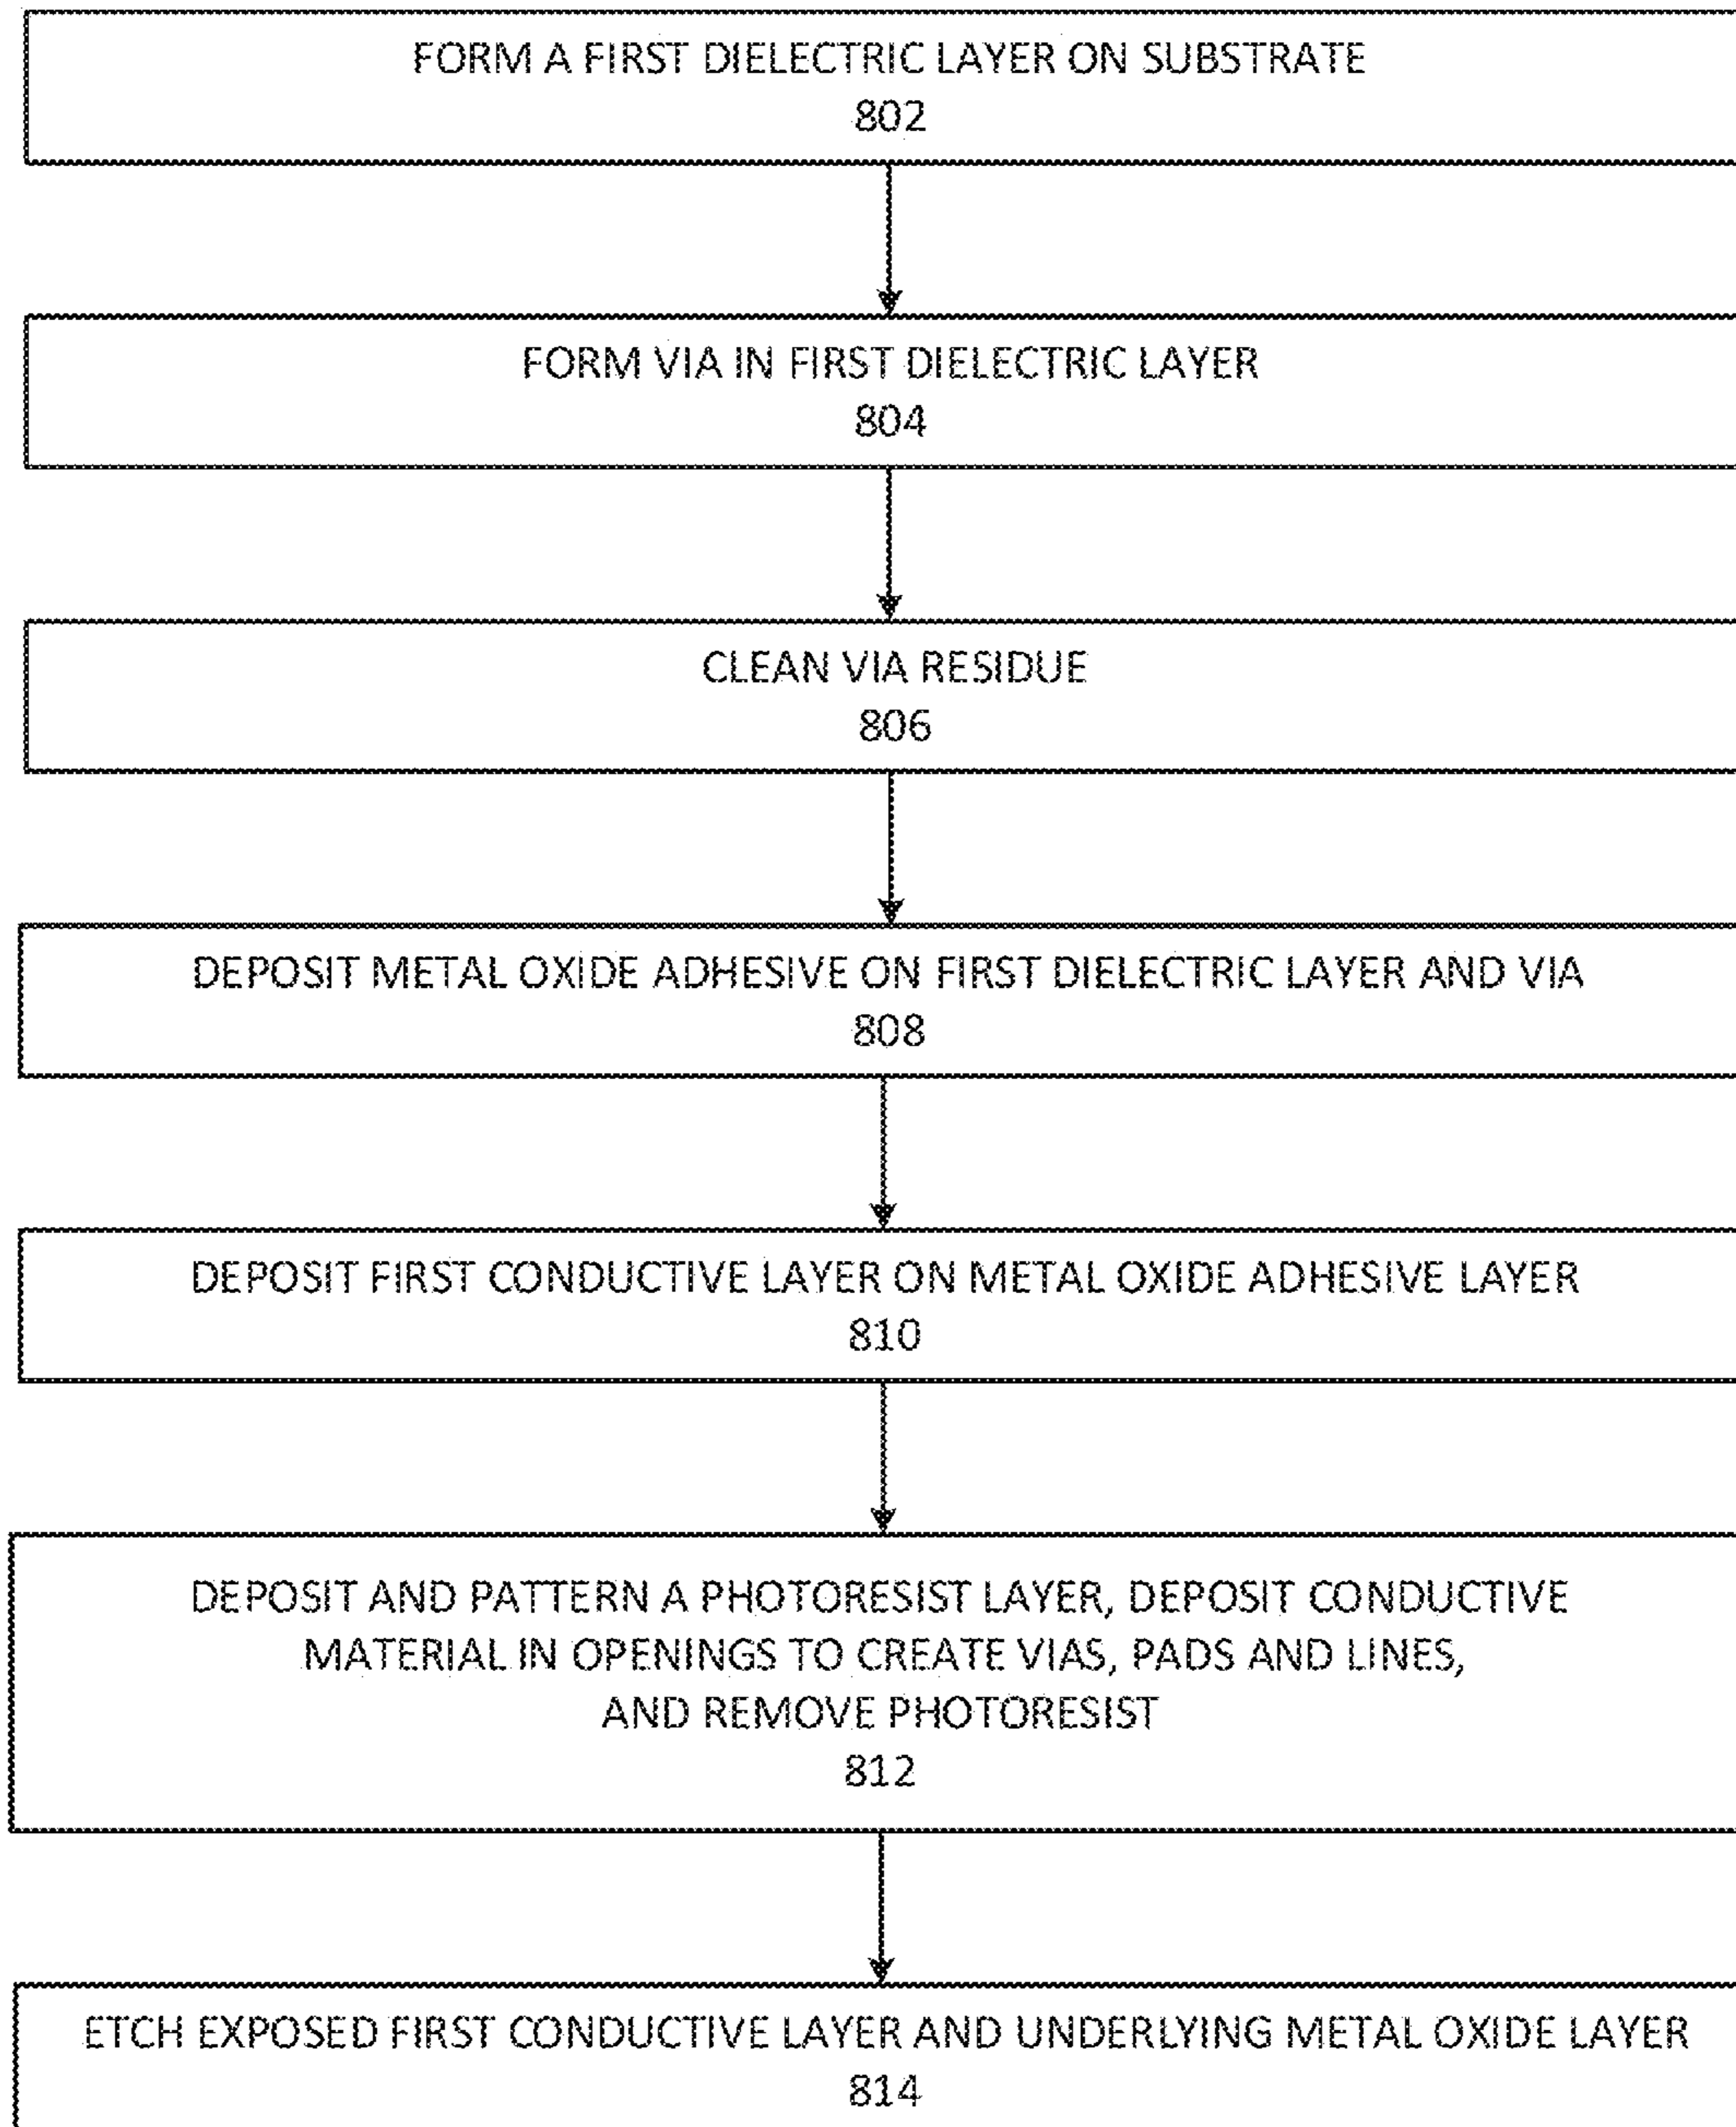 FORM A FIRST DIELECTRIC LAYER ON SUBSTRATE
802
FORM VIA IN FIRST DIELECTRIC LAYER
804
CLEAN VIA RESIDUE
806
DEPOSIT METAL OXIDE ADHESIVE ON FIRST DIELECTRIC LAYER AND VIA
808
DEPOSIT FIRST CONDUCTIVE LAYER ON METAL OXIDE ADHESIVE LAYER
810
DEPOSIT AND PATTERN A PHOTORESIST LAYER, DEPOSIT CONDUCTIVE
MATERIAL IN OPENINGS TO CREATE VIAS, PADS AND LINES,
AND REMOVE PHOTORESIST
812
ETCH EXPOSED FIRST CONDUCTIVE LAYER AND UNDERLYING METAL OXIDE LAYER
814